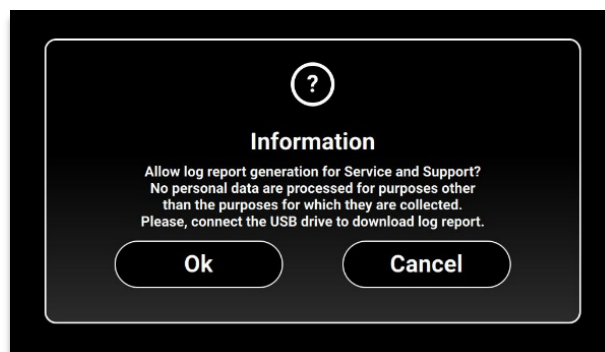 ?
Information
Allow log report generation for Service and Support?
No personal data are processed for purposes other
than the purposes for which they are collected.
Please, connect the USB drive to download log report.
Ok
Cancel